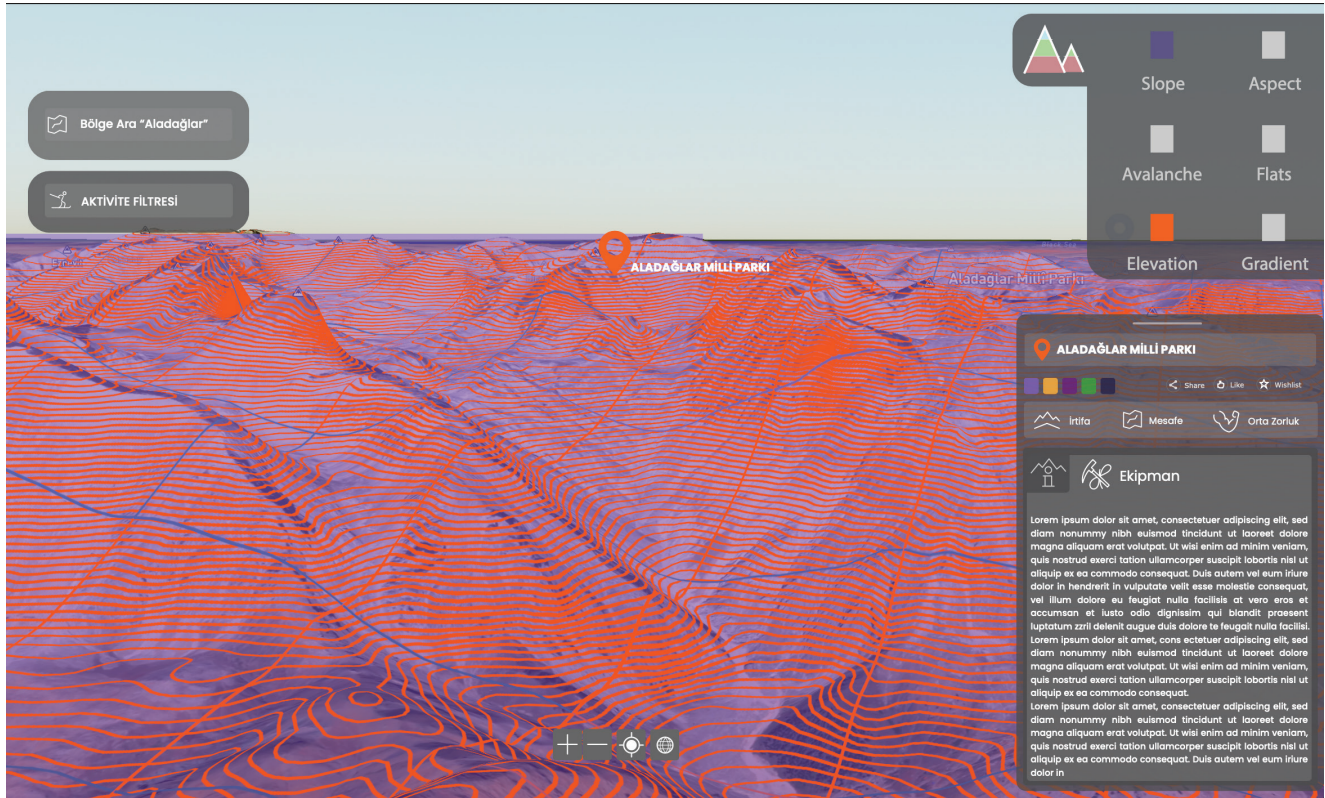 Bölge Ara “Aladağlar”
AKTİVİTE FİLTRESİ
Slope
Aspect
Avalanche
Flats
Elevation
Gradient
ALADAĞLAR MİLLİ PARKI
Aladağlar Milli Parkı
ALADAĞLAR MİLLİ PARKI
Share
Like
Wishlist
İrtifa
Mesafe
Orta Zorluk
Ekipman
Lorem ipsum dolor sit amet, consectetuer adipiscing elit, sed
diam nonummy nibh euismod tincidunt ut laoreet dolore
magna aliquam erat volutpat. Ut wisi enim ad minim veniam,
quis nostrud exerci tation ullamcorper suscipit lobortis nisl ut
aliquip ex ea commodo consequat. Duis autem vel eum iriure
dolor in hendrerit in vulputate velit esse molestie consequat,
vel illum dolore eu feugiat nulla facilisis at vero eros et
accumsan et iusto odio dignissim qui blandit praesent
luptatum zzril delenit augue duis dolore te feugait nulla facilisi.
Lorem ipsum dolor sit amet, cons ectetuer adipiscing elit, sed
diam nonummy nibh euismod tincidunt ut laoreet dolore
magna aliquam erat volutpat. Ut wisi enim ad minim veniam,
quis nostrud exerci tation ullamcorper suscipit lobortis nisl ut
aliquip ex ea commodo consequat.
Lorem ipsum dolor sit amet, consectetuer adipiscing elit, sed
diam nonummy nibh euismod tincidunt ut laoreet dolore
magna aliquam erat volutpat. Ut wisi enim ad minim veniam,
quis nostrud exerci tation ullamcorper suscipit lobortis nisl ut
aliquip ex ea commodo consequat. Duis autem vel eum iriure
dolor in